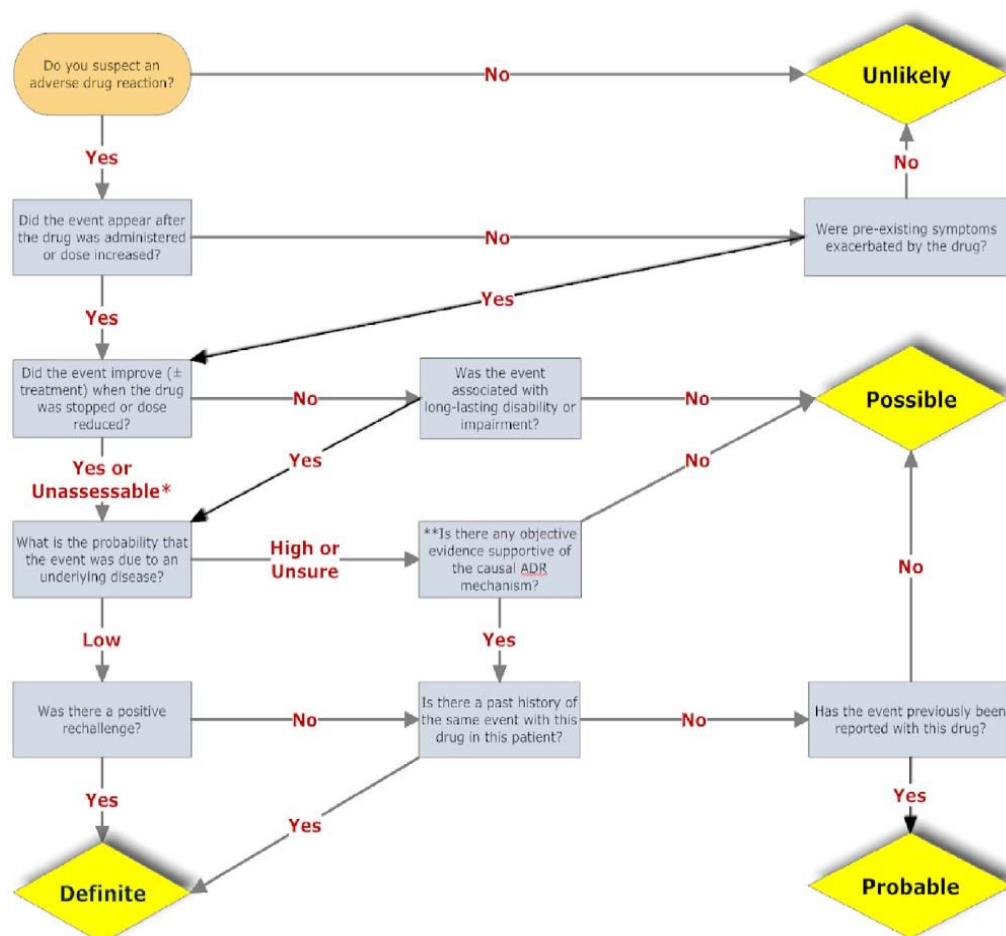 Do you suspect an
adverse drug reaction?
No
Unlikely
Yes
No
Did the event appear after
the drug was administered
or dose increased?
No
Were pre-existing symptoms
exacerbated by the drug?
Yes
Yes
Did the event improve (±
treatment) when the drug
was stopped or dose
reduced?
No
Was the event
associated with
long-lasting disability or
impairment?
No
Possible
Yes or
Unassessable*
Yes
No
What is the probability that
the event was due to an
underlying disease?
High or
Unsure
**Is there any objective
evidence supportive of
the causal ADR
mechanism?
No
Low
Yes
Was there a positive
rechallenge?
No
Is there a past history of
the same event with this
drug in this patient?
No
Has the event previously been
reported with this drug?
Yes
Yes
Yes
Definite
Probable